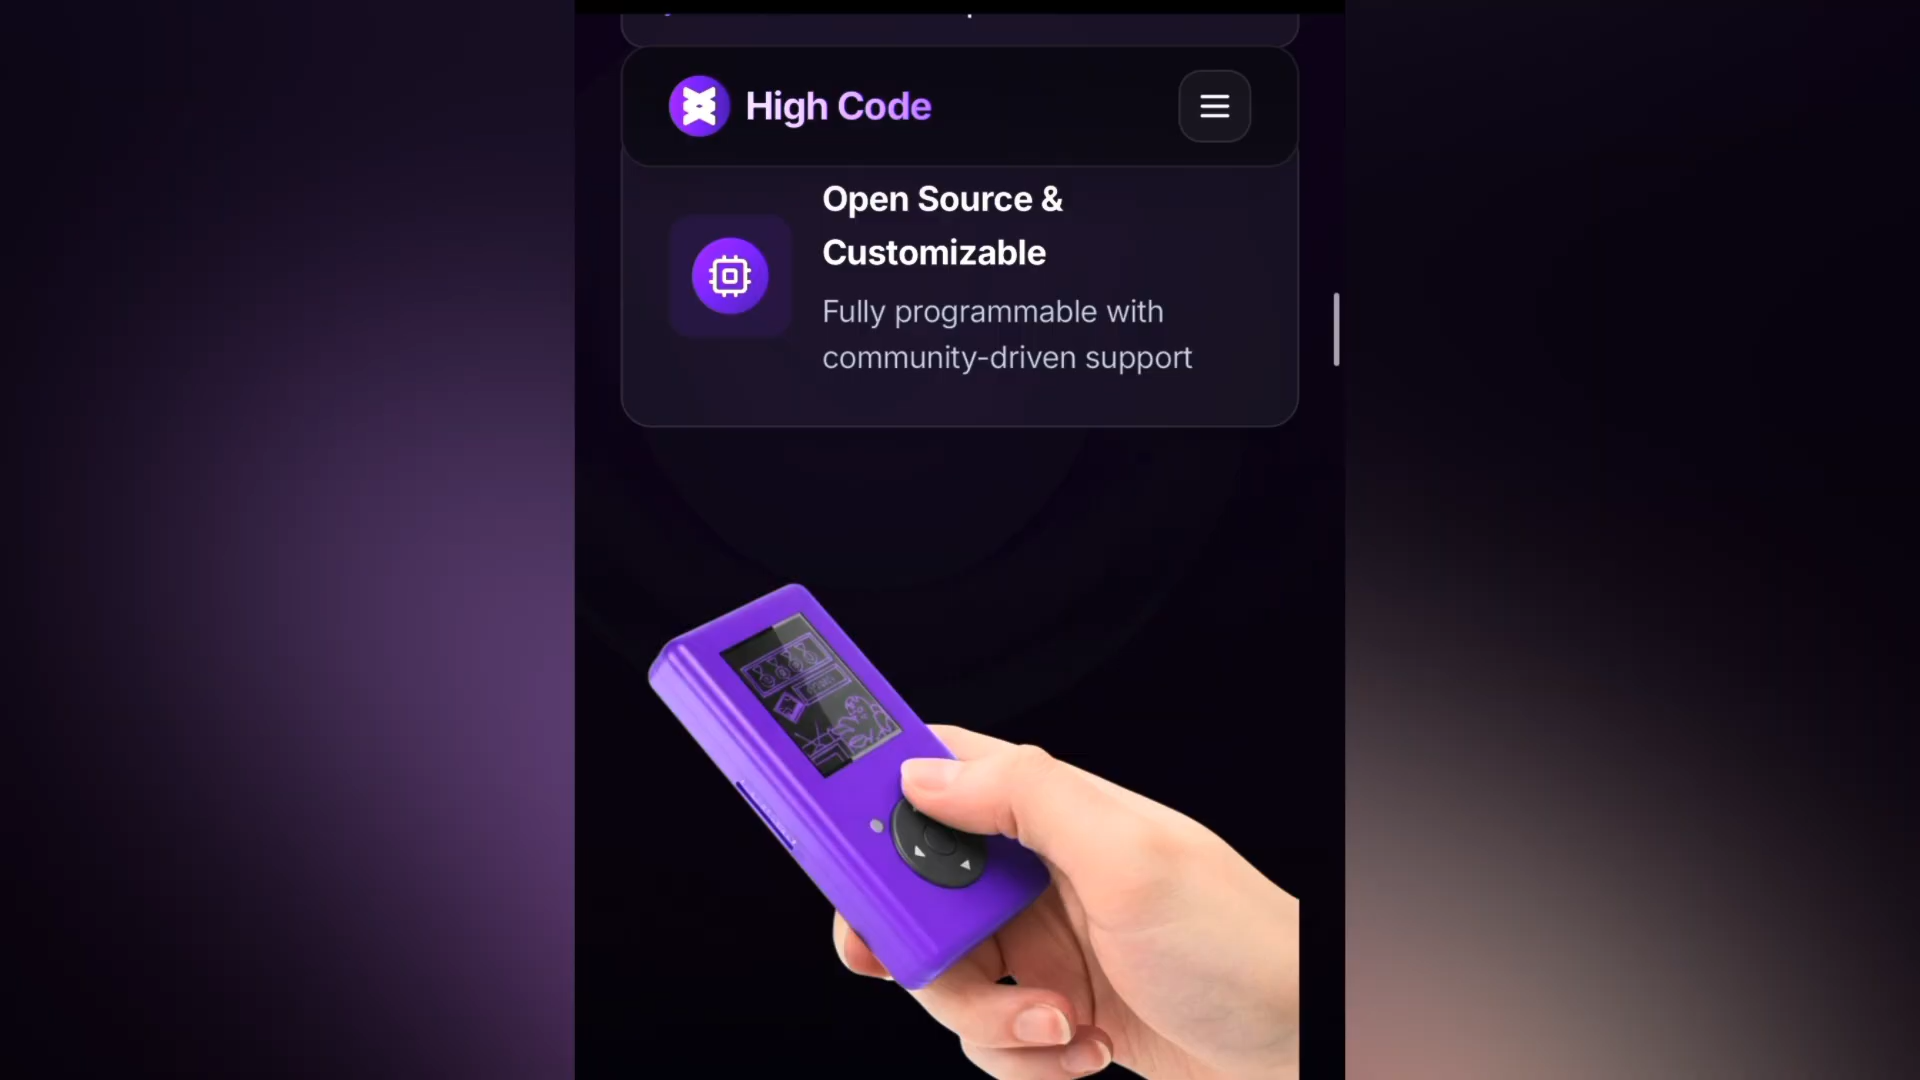 High Code
Open Source &
Customizable
Fully programmable with
community-driven support